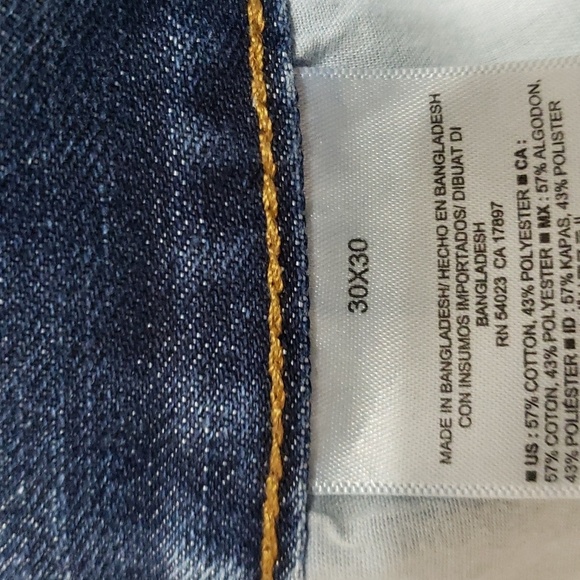 30X30
MADE IN BANGLADESH/ HECHO EN BANGLADESH
CON INSUMOS IMPORTADOS/ DIBUAT DI
BANGLADESH
RN 54023 CA 17897
■ US : 57% COTTON, 43% POLYESTER ■ CA :
57% COTON, 43% POLYESTER ■ MX : 57% ALGODON,
43% POLIÉSTER ■ ID : 57% KAPAS, 43% POLISTER